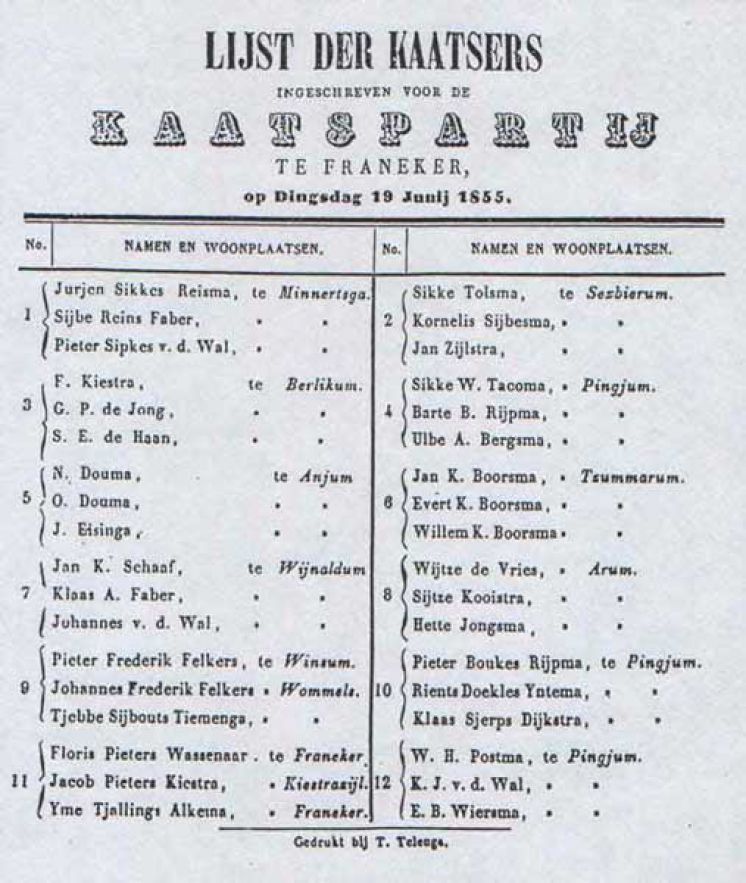 LIJST DER KAATSERS
INGESCHREVEN VOOR DE
KAATSPARTIJ
TE FRANEKER,
op Dingsdag 19 Junij 1855.
No. NAMEN EN WOONPLAATSEN. No. NAMEN EN WOONPLAATSEN.
1
Jurjen Sikkes Reisma, te Minnertsga.
Sijbe Reins Faber, " "
Pieter Sipkes v. d. Wal, " "
2
Sikke Tolsma, te Sexbierum.
Kornelis Sijbesma, " "
Jan Zijlstra, " "
3
F. Kiestra, te Berlikum.
G. P. de Jong, " "
S. E. de Haan, " "
4
Sikke W. Tacoma, " Pingjum.
Barte B. Rijpma, " "
Ulbe A. Bergsma, " "
5
N. Douma, te Anjum
O. Douma, " "
J. Eisinga, " "
6
Jan K. Boorsma, " Tzummarum.
Evert K. Boorsma, " "
Willem K. Boorsma " "
7
Jan K. Schaaf, te Wijnaldum
Klaas A. Faber, " "
Johannes v. d. Wal, " "
8
Wijtze de Vries, " Arum.
Sijtze Kooistra, " "
Hette Jongsma, " "
9
Pieter Frederik Felkers, te Winsum.
Johannes Frederik Felkers " Wommels.
Tjebbe Sijbouts Tiemenga, " "
10
Pieter Boukes Rijpma, te Pingjum.
Rients Doekles Yntema, " "
Klaas Sjerps Dijkstra, " "
11
Floris Pieters Wassenaar. te Franeker
Jacob Pieters Kiestra, " Kiestrazijl.
Yme Tjallings Alkema, " Franeker.
12
W. H. Postma, te Pingjum.
K. J. v. d. Wal, " "
E. B. Wiersma, " "
Gedrukt bij T. Telenga.